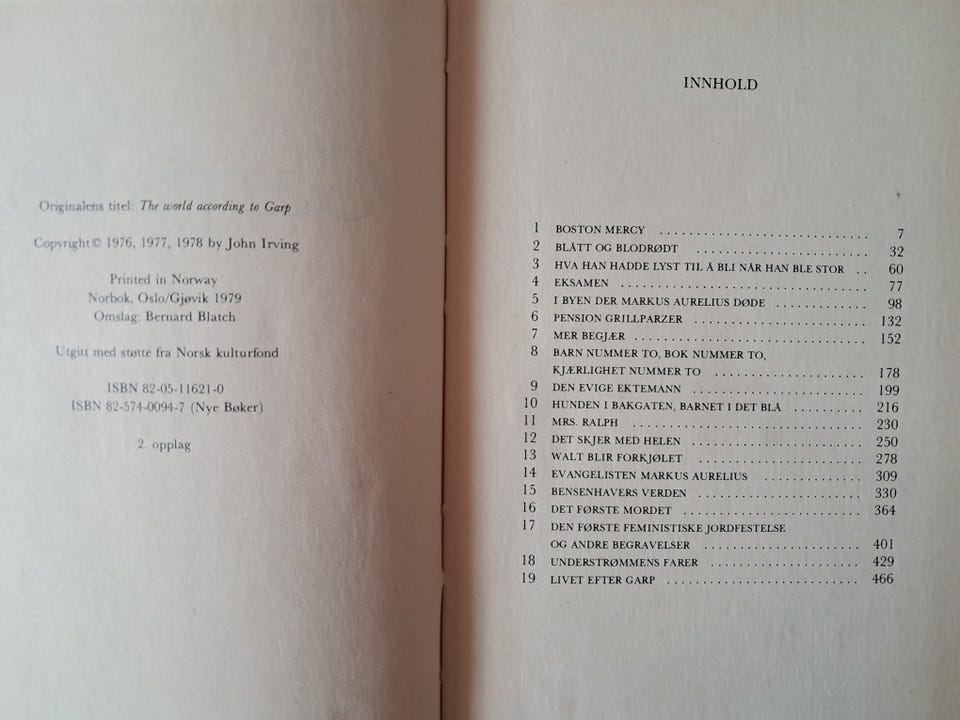 Originalens titel: The world according to Garp
Copyright © 1976, 1977, 1978 by John Irving
Printed in Norway
Norbok, Oslo/Gjøvik 1979
Omslag: Bernard Blatch
Utgitt med støtte fra Norsk kulturfond
ISBN 82-05-11621-0
ISBN 82-574-0094-7 (Nye Bøker)
2. opplag
INNHOLD
1 BOSTON MERCY ............................ 7
2 BLÅTT OG BLODRØDT ....................... 32
3 HVA HAN HADDE LYST TIL Å BLI NÅR HAN BLE STOR .. 60
4 EKSAMEN ................................. 77
5 I BYEN DER MARKUS AURELIUS DØDE ............. 98
6 PENSION GRILLPARZER ....................... 132
7 MER BEGJÆR .............................. 152
8 BARN NUMMER TO, BOK NUMMER TO,
KJÆRLIGHET NUMMER TO .................... 178
9 DEN EVIGE EKTEMANN ....................... 199
10 HUNDEN I BAKGATEN, BARNET I DET BLÅ .......... 216
11 MRS. RALPH .............................. 230
12 DET SKJER MED HELEN ....................... 250
13 WALT BLIR FORKJØLET ...................... 278
14 EVANGELISTEN MARKUS AURELIUS ............. 309
15 BENSENHAVERS VERDEN ...................... 330
16 DET FØRSTE MORDET ........................ 364
17 DEN FØRSTE FEMINISTISKE JORDFESTELSE
OG ANDRE BEGRAVELSER ..................... 401
18 UNDERSTRØMMENS FARER ..................... 429
19 LIVET EFTER GARP .......................... 466